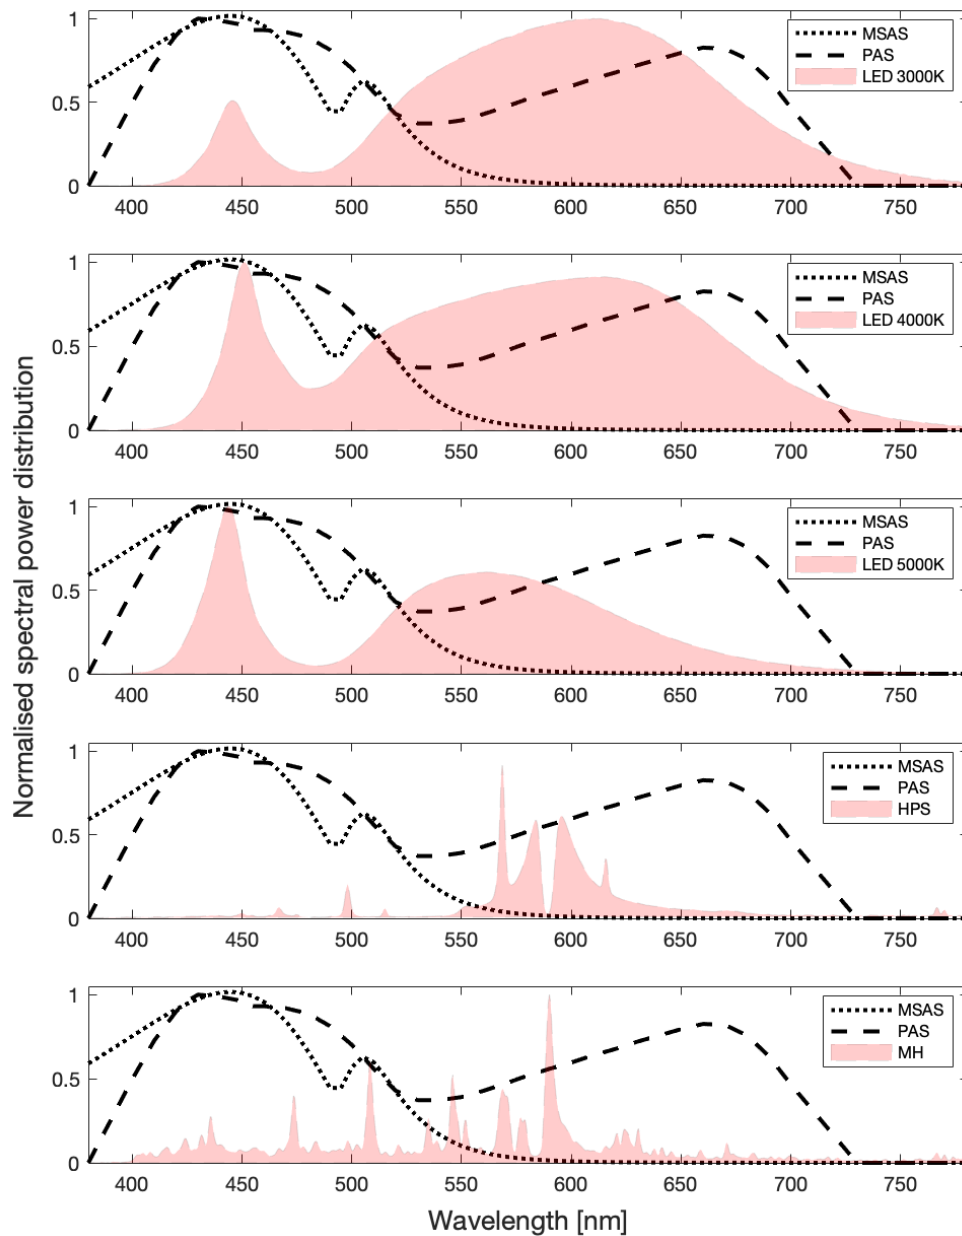 Normalised spectral power distribution
1
0.5
0
MSAS
PAS
LED 3000K
400 450 500 550 600 650 700 750
1
0.5
0
MSAS
PAS
LED 4000K
400 450 500 550 600 650 700 750
1
0.5
0
MSAS
PAS
LED 5000K
400 450 500 550 600 650 700 750
1
0.5
0
MSAS
PAS
HPS
400 450 500 550 600 650 700 750
1
0.5
0
MSAS
PAS
MH
400 450 500 550 600 650 700 750
Wavelength [nm]